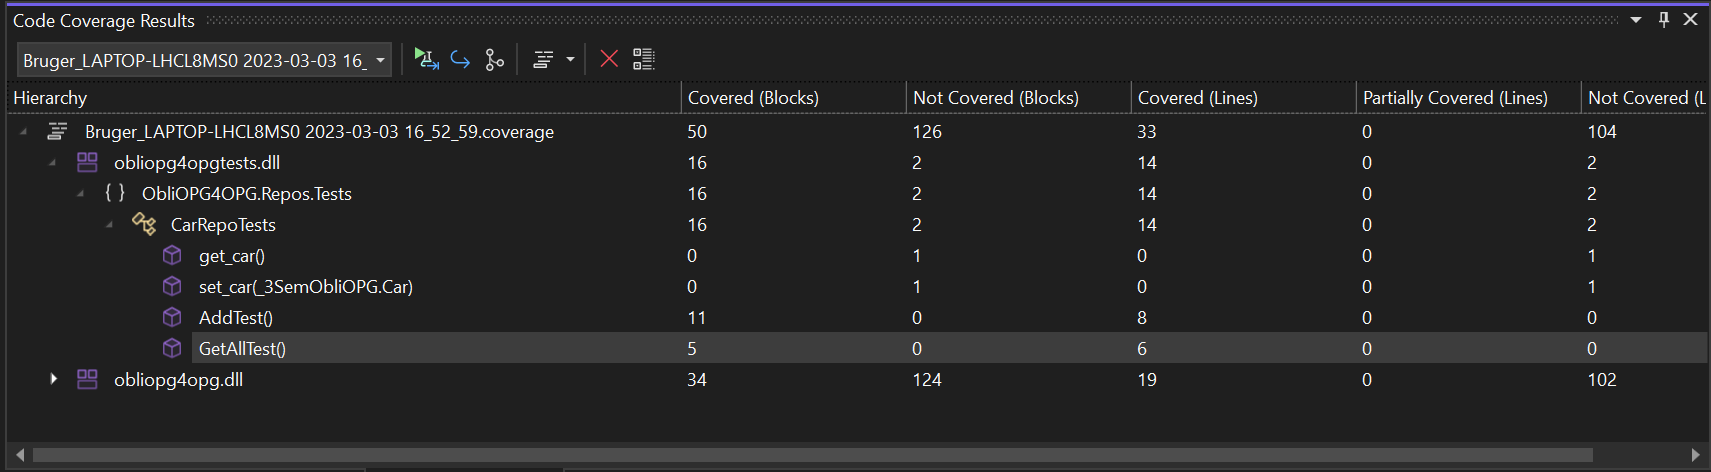 Code Coverage Results
Bruger_LAPTOP-LHCL8MS0 2023-03-03 16_
Hierarchy Covered (Blocks) Not Covered (Blocks) Covered (Lines) Partially Covered (Lines) Not Covered (L
Bruger_LAPTOP-LHCL8MS0 2023-03-03 16_52_59.coverage 50 126 33 0 104
obliopg4opgtests.dll 16 2 14 0 2
{ } ObliOPG4OPG.Repos.Tests 16 2 14 0 2
CarRepoTests 16 2 14 0 2
get_car() 0 1 0 0 1
set_car(_3SemObliOPG.Car) 0 1 0 0 1
AddTest() 11 0 8 0 0
GetAllTest() 5 0 6 0 0
obliopg4opg.dll 34 124 19 0 102